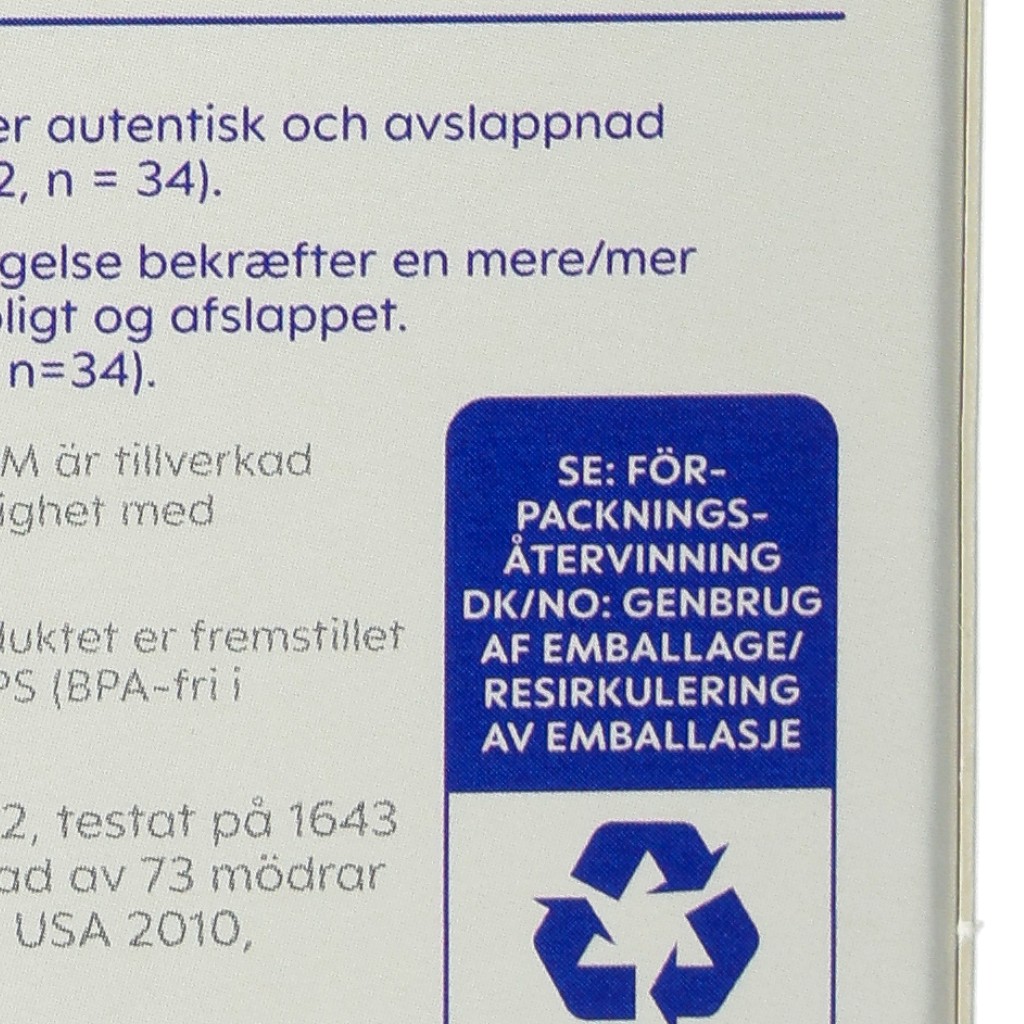 er autentisk och avslappnad
2, n = 34).
gelse bekræfter en mere/mer
ligt og afslappet.
n=34).
M är tillverkad
ighet med
SE: FÖR-
PACKNINGS-
ÅTERVINNING
DK/NO: GENBRUG
AF EMBALLAGE/
RESIRKULERING
AV EMBALLASJE
duktet er fremstillet
PS (BPA-fri i
2, testat på 1643
ad av 73 mödrar
USA 2010,